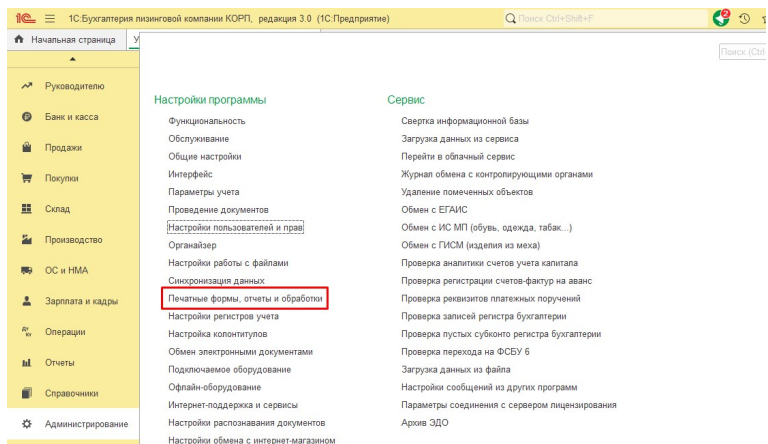 1С:Бухгалтерия лизинговой компании КОРП, редакция 3.0 (1С:Предприятие)
Поиск Ctrl+Shift+F
2
Начальная страница
Поиск (Ctrl
Руководителю
Банк и касса
Продажи
Покупки
Склад
Производство
ОС и НМА
Зарплата и кадры
Операции
Отчеты
Справочники
Администрирование
Настройки программы
Функциональность
Обслуживание
Общие настройки
Интерфейс
Параметры учета
Проведение документов
Настройки пользователей и прав
Органайзер
Настройки работы с файлами
Синхронизация данных
Печатные формы, отчеты и обработки
Настройки регистров учета
Настройка колонтитулов
Обмен электронными документами
Подключаемое оборудование
Офлайн-оборудование
Интернет-поддержка и сервисы
Настройки распознавания документов
Настройки обмена с интернет-магазином
Сервис
Свертка информационной базы
Загрузка данных из сервиса
Перейти в облачный сервис
Журнал обмена с контролирующими органами
Удаление помеченных объектов
Обмен с ЕГАИС
Обмен с ИС МП (обувь, одежда, табак...)
Обмен с ГИСМ (изделия из меха)
Проверка аналитики счетов учета капитала
Проверка регистрации счетов-фактур на аванс
Проверка реквизитов платежных поручений
Проверка записей регистра бухгалтерии
Проверка пустых субконто регистра бухгалтерии
Проверка перехода на ФСБУ 6
Загрузка данных из файла
Настройки сообщений из других программ
Параметры соединения с сервером лицензирования
Архив ЭДО